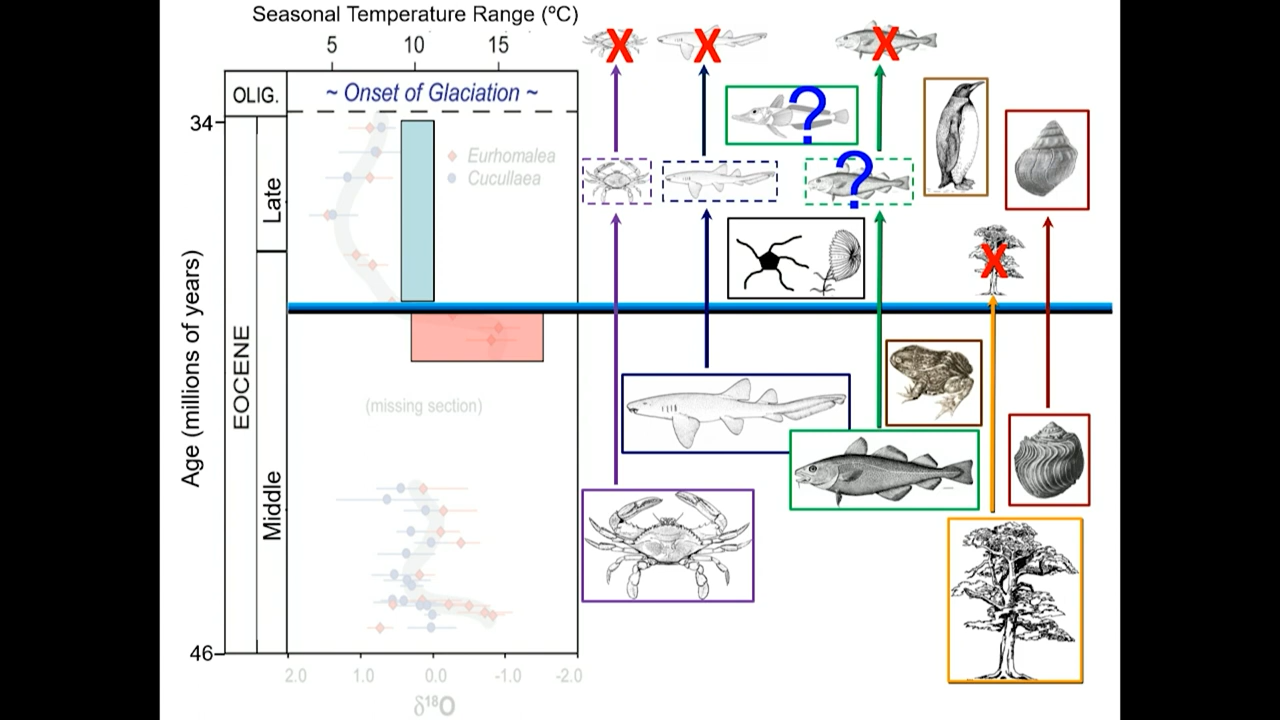 Seasonal Temperature Range (ºC)
5 10 15
X X X
OLIG. ~ Onset of Glaciation ~
34
?
Eurhomalea
Cucullaea
?
Late
X
Age (millions of years)
EOCENE
(missing section)
Middle
46
2.0 1.0 0.0 -1.0 -2.0
δ¹⁸O